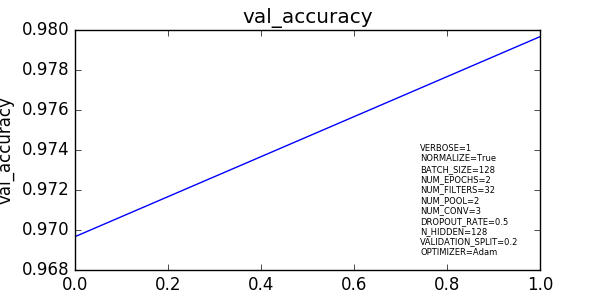 val_accuracy
0.980
0.978
0.976
0.974
0.972
0.970
0.968
val_accuracy
VERBOSE=1
NORMALIZE=True
BATCH_SIZE=128
NUM_EPOCHS=2
NUM_FILTERS=32
NUM_POOL=2
NUM_CONV=3
DROPOUT_RATE=0.5
N_HIDDEN=128
VALIDATION_SPLIT=0.2
OPTIMIZER=Adam
0.0 0.2 0.4 0.6 0.8 1.0